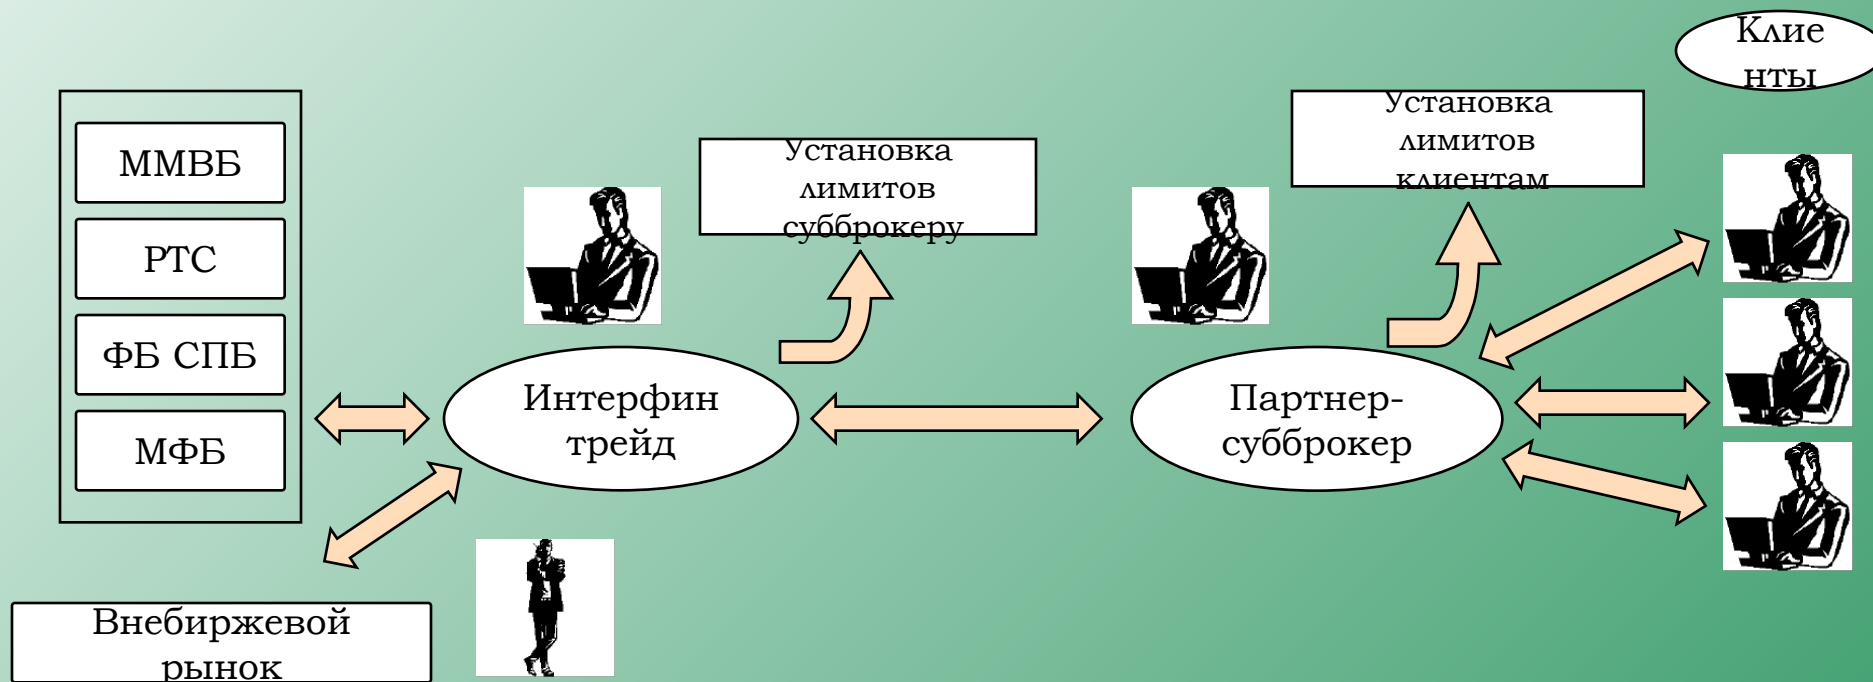 Клие
нты
Установка
лимитов
клиентам
Установка
лимитов
субброкеру
ММВБ
РТС
ФБ СПБ
МФБ
Интерфин
трейд
Партнер-
субброкер
Внебиржевой
рынок